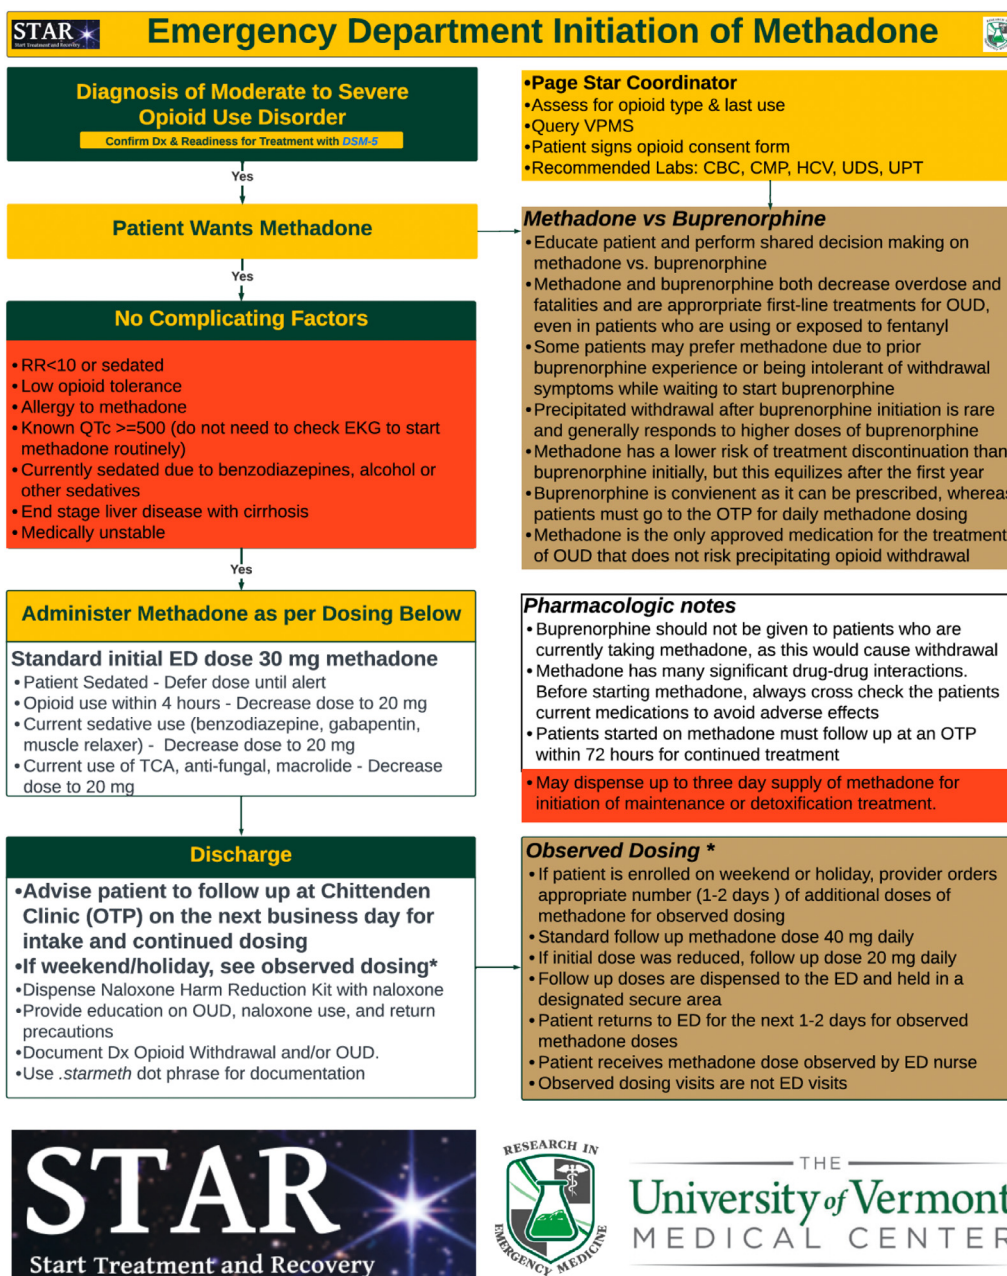 STAR
Start Treatment and Recovery
Emergency Department Initiation of Methadone
Diagnosis of Moderate to Severe
Opioid Use Disorder
Confirm Dx & Readiness for Treatment with DSM-5
Yes
Patient Wants Methadone
Yes
No Complicating Factors
•RR<10 or sedated
•Low opioid tolerance
•Allergy to methadone
•Known QTc >=500 (do not need to check EKG to start
methadone routinely)
•Currently sedated due to benzodiazepines, alcohol or
other sedatives
•End stage liver disease with cirrhosis
•Medically unstable
Yes
Administer Methadone as per Dosing Below
Standard initial ED dose 30 mg methadone
•Patient Sedated - Defer dose until alert
•Opioid use within 4 hours - Decrease dose to 20 mg
•Current sedative use (benzodiazepine, gabapentin,
muscle relaxer) - Decrease dose to 20 mg
•Current use of TCA, anti-fungal, macrolide - Decrease
dose to 20 mg
Discharge
•Advise patient to follow up at Chittenden
Clinic (OTP) on the next business day for
intake and continued dosing
•If weekend/holiday, see observed dosing*
•Dispense Naloxone Harm Reduction Kit with naloxone
•Provide education on OUD, naloxone use, and return
precautions
•Document Dx Opioid Withdrawal and/or OUD.
•Use .starmeth dot phrase for documentation
•Page Star Coordinator
•Assess for opioid type & last use
•Query VPMS
•Patient signs opioid consent form
•Recommended Labs: CBC, CMP, HCV, UDS, UPT
Methadone vs Buprenorphine
•Educate patient and perform shared decision making on
methadone vs. buprenorphine
•Methadone and buprenorphine both decrease overdose and
fatalities and are approrpriate first-line treatments for OUD,
even in patients who are using or exposed to fentanyl
•Some patients may prefer methadone due to prior
buprenorphine experience or being intolerant of withdrawal
symptoms while waiting to start buprenorphine
•Precipitated withdrawal after buprenorphine initiation is rare
and generally responds to higher doses of buprenorphine
•Methadone has a lower risk of treatment discontinuation than
buprenorphine initially, but this equilizes after the first year
•Buprenorphine is convienent as it can be prescribed, whereas
patients must go to the OTP for daily methadone dosing
•Methadone is the only approved medication for the treatment
of OUD that does not risk precipitating opioid withdrawal
Pharmacologic notes
•Buprenorphine should not be given to patients who are
currently taking methadone, as this would cause withdrawal
•Methadone has many significant drug-drug interactions.
Before starting methadone, always cross check the patients
current medications to avoid adverse effects
•Patients started on methadone must follow up at an OTP
within 72 hours for continued treatment
•May dispense up to three day supply of methadone for
initiation of maintenance or detoxification treatment.
Observed Dosing *
•If patient is enrolled on weekend or holiday, provider orders
appropriate number (1-2 days ) of additional doses of
methadone for observed dosing
•Standard follow up methadone dose 40 mg daily
•If initial dose was reduced, follow up dose 20 mg daily
•Follow up doses are dispensed to the ED and held in a
designated secure area
•Patient returns to ED for the next 1-2 days for observed
methadone doses
•Patient receives methadone dose observed by ED nurse
•Observed dosing visits are not ED visits
STAR
Start Treatment and Recovery
RESEARCH IN
EMERGENCY MEDICINE
THE
University of Vermont
MEDICAL CENTER